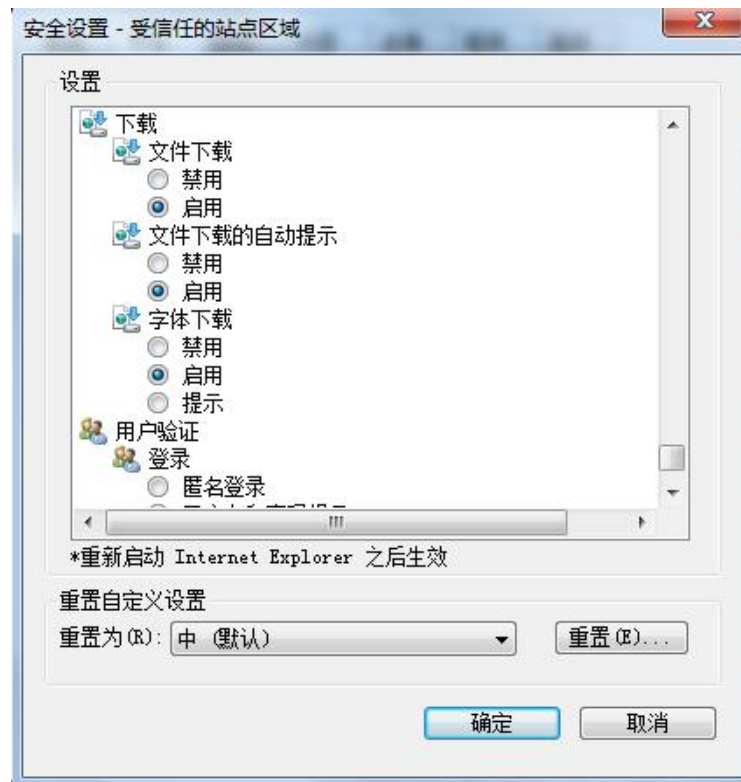 安全设置 - 受信任的站点区域
设置
下载
文件下载
禁用
启用
文件下载的自动提示
禁用
启用
字体下载
禁用
启用
提示
用户验证
登录
匿名登录
*重新启动 Internet Explorer 之后生效
重置自定义设置
重置为(R): 中 (默认) 重置(E)...
确定 取消